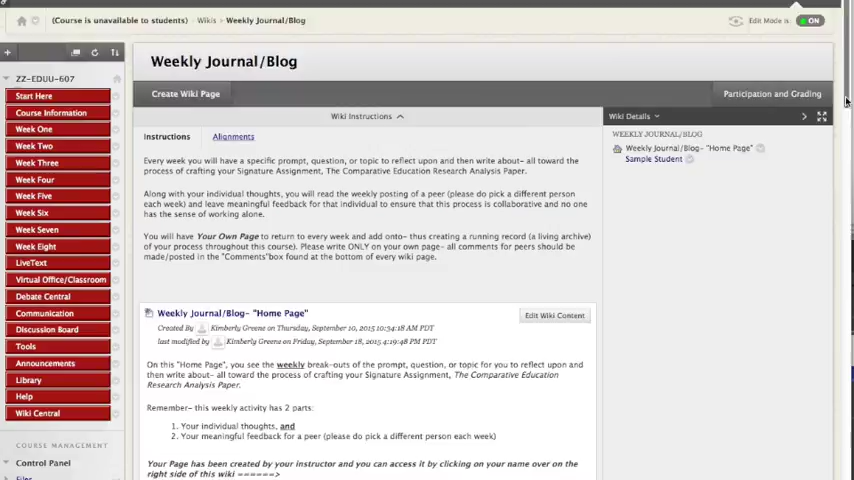 (Course is unavailable to students) > Wikis > Weekly Journal/Blog
Edit Mode is: ON
ZZ-EDUU-607
Start Here
Course Information
Week One
Week Two
Week Three
Week Four
Week Five
Week Six
Week Seven
Week Eight
LiveText
Virtual Office/Classroom
Debate Central
Communication
Discussion Board
Tools
Announcements
Library
Help
Wiki Central
COURSE MANAGEMENT
Control Panel
Files
Weekly Journal/Blog
Create Wiki Page
Participation and Grading
Wiki Instructions
Instructions Alignments
Every week you will have a specific prompt, question, or topic to reflect upon and then write about- all toward the
process of crafting your Signature Assignment, The Comparative Education Research Analysis Paper.
Along with your individual thoughts, you will read the weekly posting of a peer (please do pick a different person
each week) and leave meaningful feedback for that individual to ensure that this process is collaborative and no one
has the sense of working alone.
You will have Your Own Page to return to every week and add onto- thus creating a running record (a living archive)
of your process throughout this course). Please write ONLY on your own page- all comments for peers should be
made/posted in the "Comments"box found at the bottom of every wiki page.
Weekly Journal/Blog- "Home Page"
Edit Wiki Content
Created By Kimberly Greene on Thursday, September 10, 2015 10:34:18 AM PDT
last modified by Kimberly Greene on Friday, September 18, 2015 4:19:48 PM PDT
On this "Home Page", you see the weekly break-outs of the prompt, question, or topic for you to reflect upon and
then write about- all toward the process of crafting your Signature Assignment, The Comparative Education
Research Analysis Paper.
Remember- this weekly activity has 2 parts:
1. Your individual thoughts, and
2. Your meaningful feedback for a peer (please do pick a different person each week)
Your Page has been created by your instructor and you can access it by clicking on your name over on the
right side of this wiki ======>
Wiki Details
WEEKLY JOURNAL/BLOG
Weekly Journal/Blog- "Home Page"
Sample Student